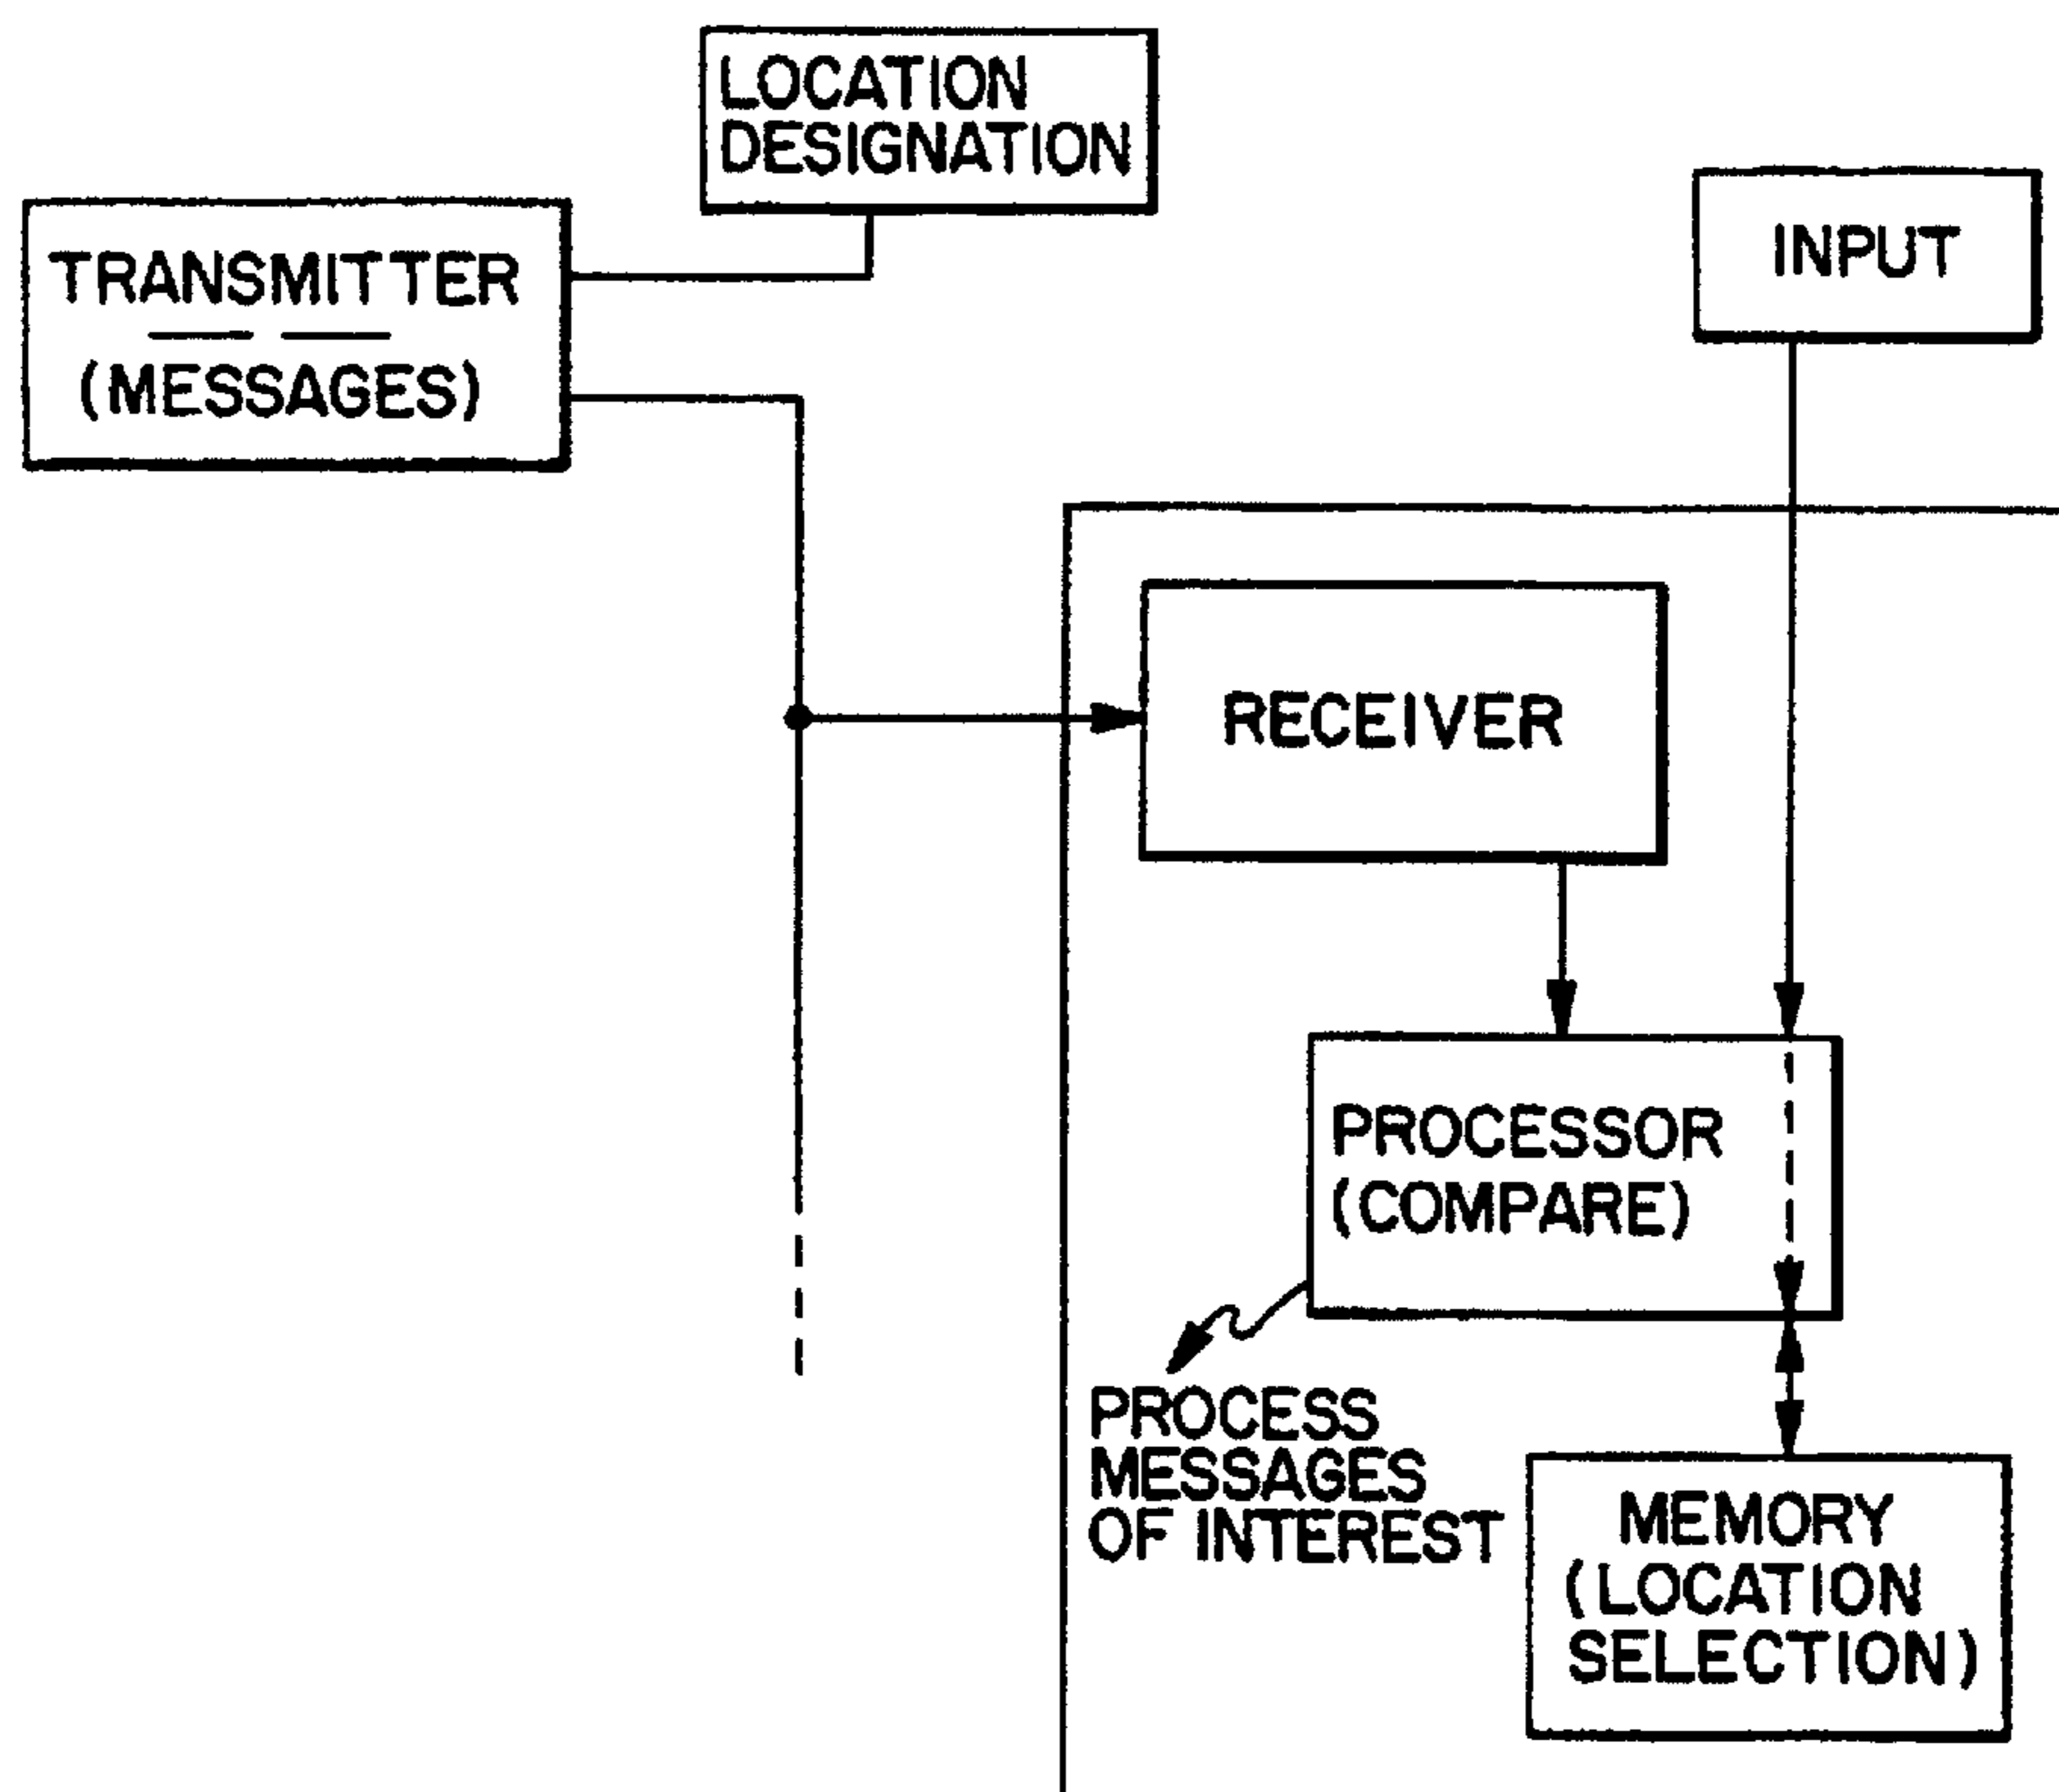 LOCATION
DESIGNATION
TRANSMITTER
(MESSAGES)
INPUT
RECEIVER
PROCESSOR
(COMPARE)
PROCESS
MESSAGES
OF INTEREST
MEMORY
(LOCATION
SELECTION)